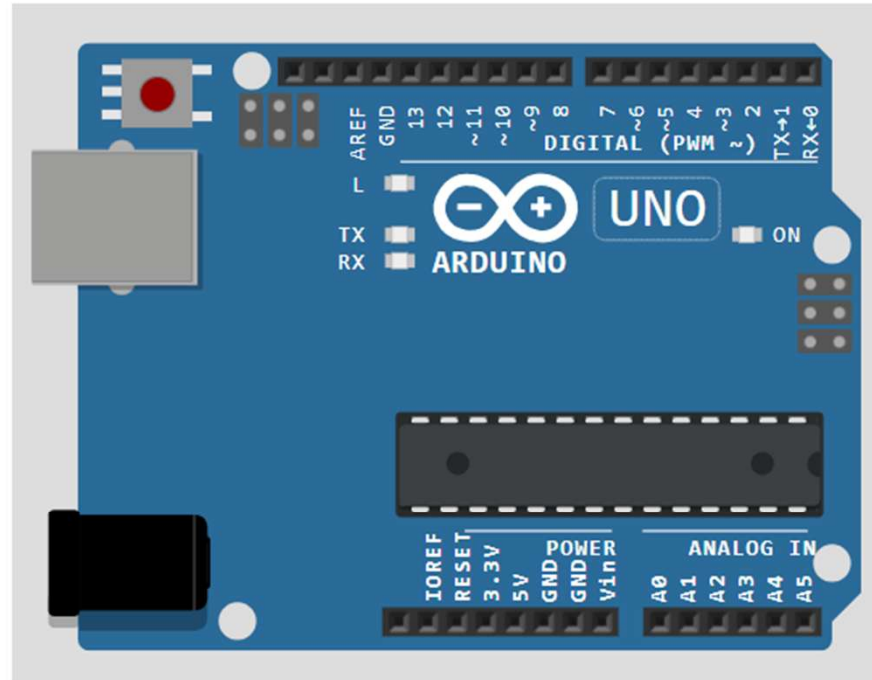 AREF
GND
13
12
~11
~10
~9
8
7
~6
~5
4
~3
2
TX→1
RX←0
DIGITAL (PWM ~)
L
TX
RX
− +
ARDUINO
UNO
ON
POWER
ANALOG IN
IOREF
RESET
3.3V
5V
GND
GND
Vin
A0
A1
A2
A3
A4
A5